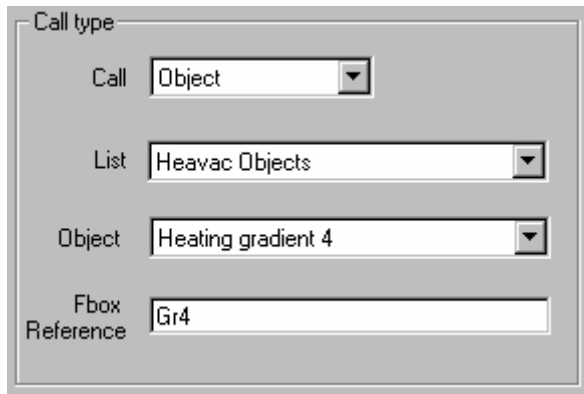 Call type
Call Object
List Heavac Objects
Object Heating gradient 4
Fbox
Reference Gr4